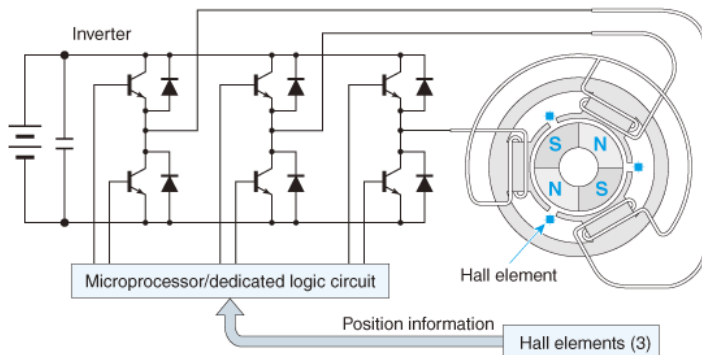 Inverter
S N
N S
Hall element
Microprocessor/dedicated logic circuit
Position information
Hall elements (3)